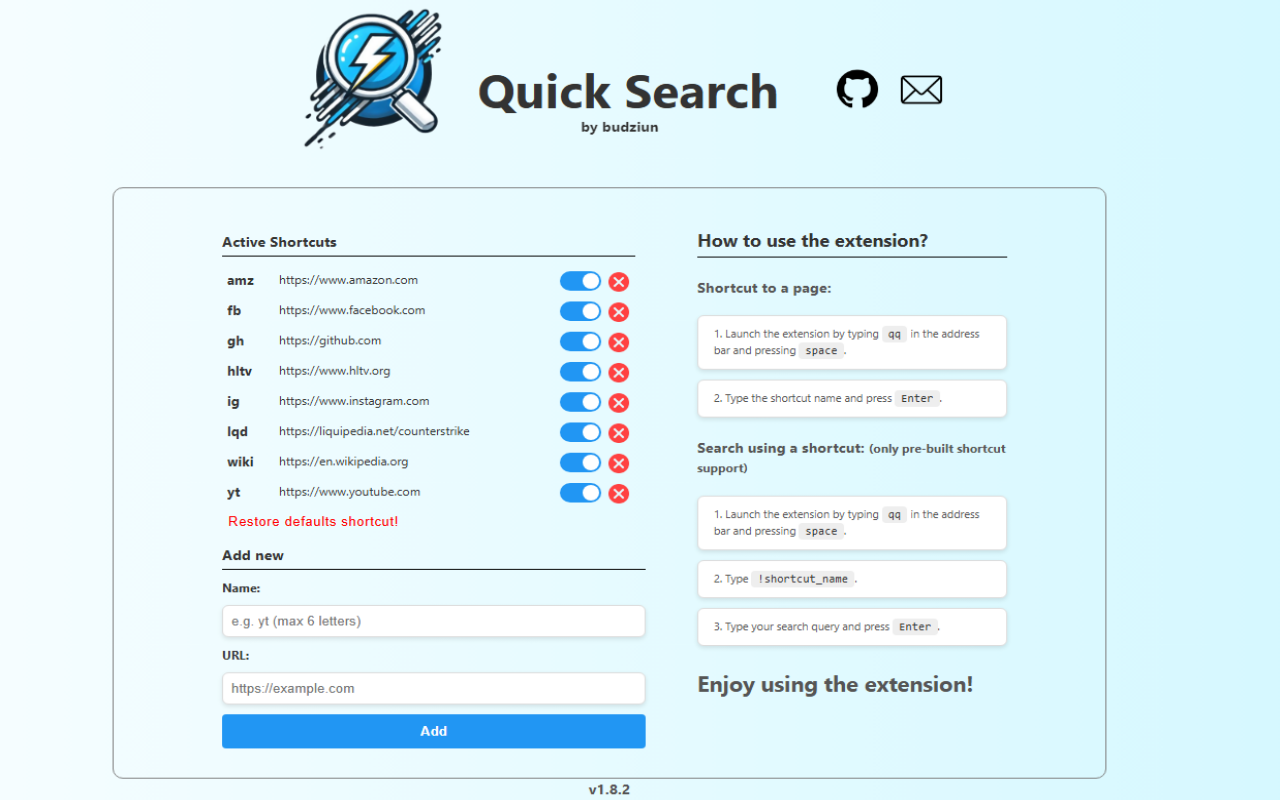 Quick Search
by budziun
Active Shortcuts
amz https://www.amazon.com
fb https://www.facebook.com
gh https://github.com
hltv https://www.hltv.org
ig https://www.instagram.com
lqd https://liquipedia.net/counterstrike
wiki https://en.wikipedia.org
yt https://www.youtube.com
Restore defaults shortcut!
Add new
Name:
e.g. yt (max 6 letters)
URL:
https://example.com
Add
How to use the extension?
Shortcut to a page:
1. Launch the extension by typing qq in the address
bar and pressing space .
2. Type the shortcut name and press Enter .
Search using a shortcut: (only pre-built shortcut
support)
1. Launch the extension by typing qq in the address
bar and pressing space .
2. Type !shortcut_name .
3. Type your search query and press Enter .
Enjoy using the extension!
v1.8.2